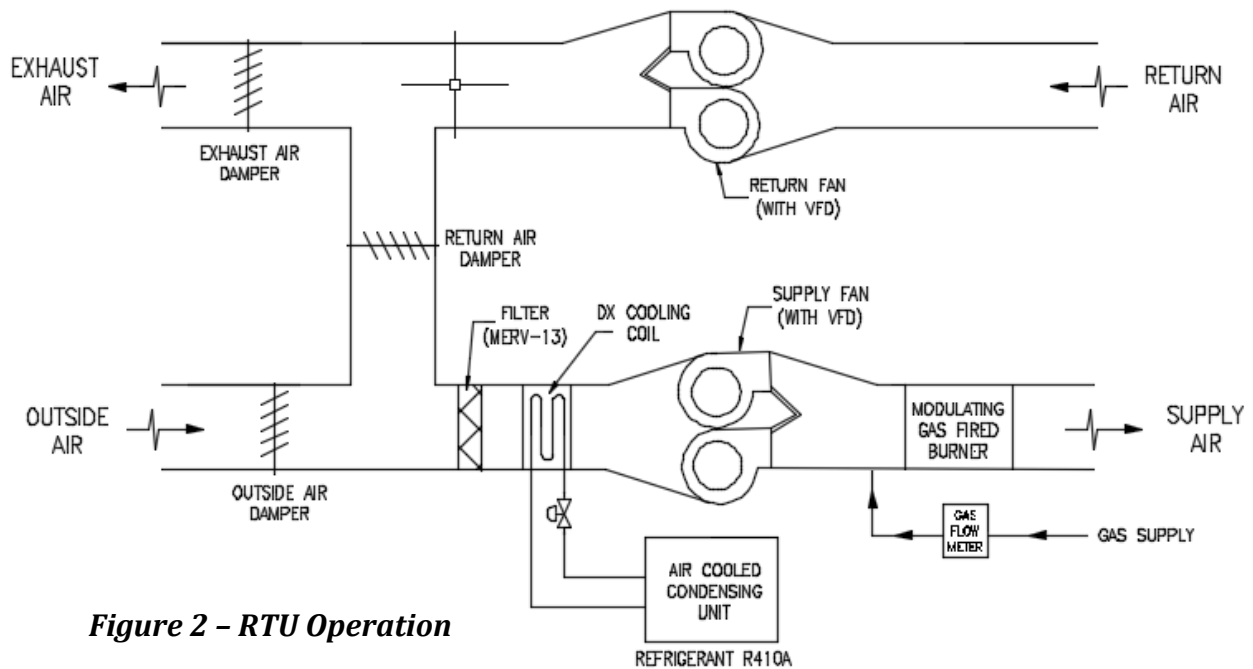 EXHAUST
AIR
RETURN
AIR
EXHAUST AIR
DAMPER
RETURN FAN
(WITH VFD)
RETURN AIR
DAMPER
FILTER
(MERV-13)
DX COOLING
COIL
SUPPLY FAN
(WITH VFD)
OUTSIDE
AIR
MODULATING
GAS FIRED
BURNER
SUPPLY
AIR
OUTSIDE AIR
DAMPER
GAS
FLOW
METER
GAS SUPPLY
AIR COOLED
CONDENSING
UNIT
Figure 2 – RTU Operation
REFRIGERANT R410A